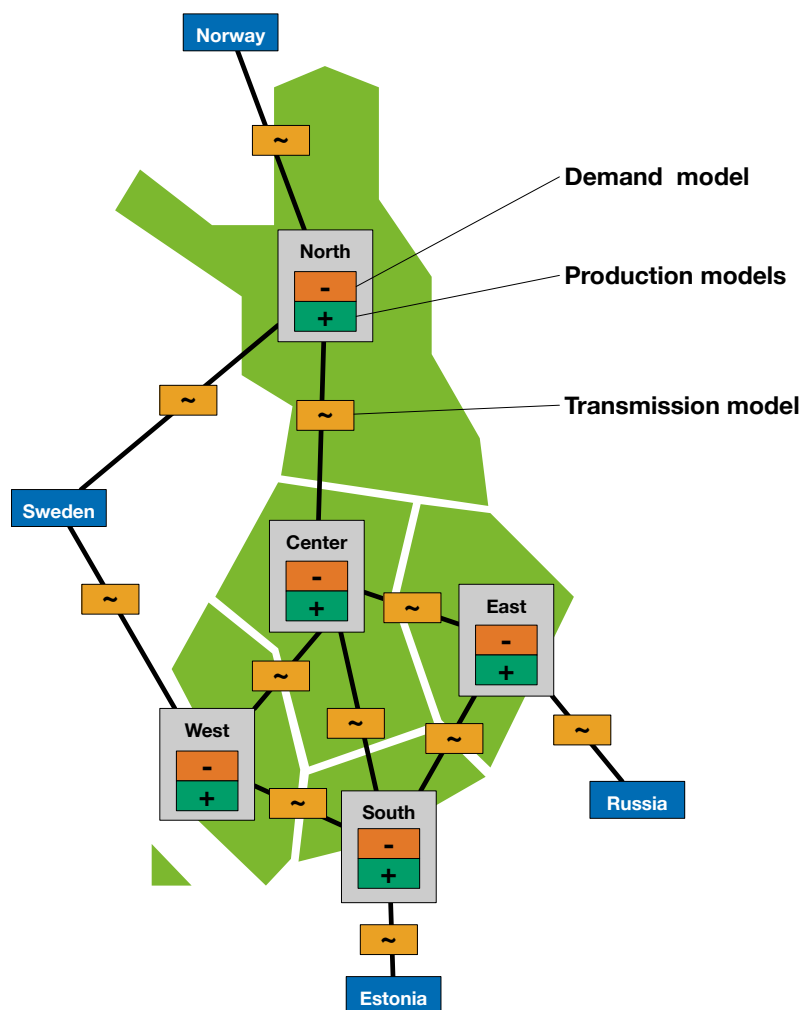 Norway
~
Demand model
North
-
Production models
+
~
~
Transmission model
Sweden
Center
-
+
~
~
East
-
+
~
West
-
+
~
~
~
~
Russia
South
-
+
~
Estonia